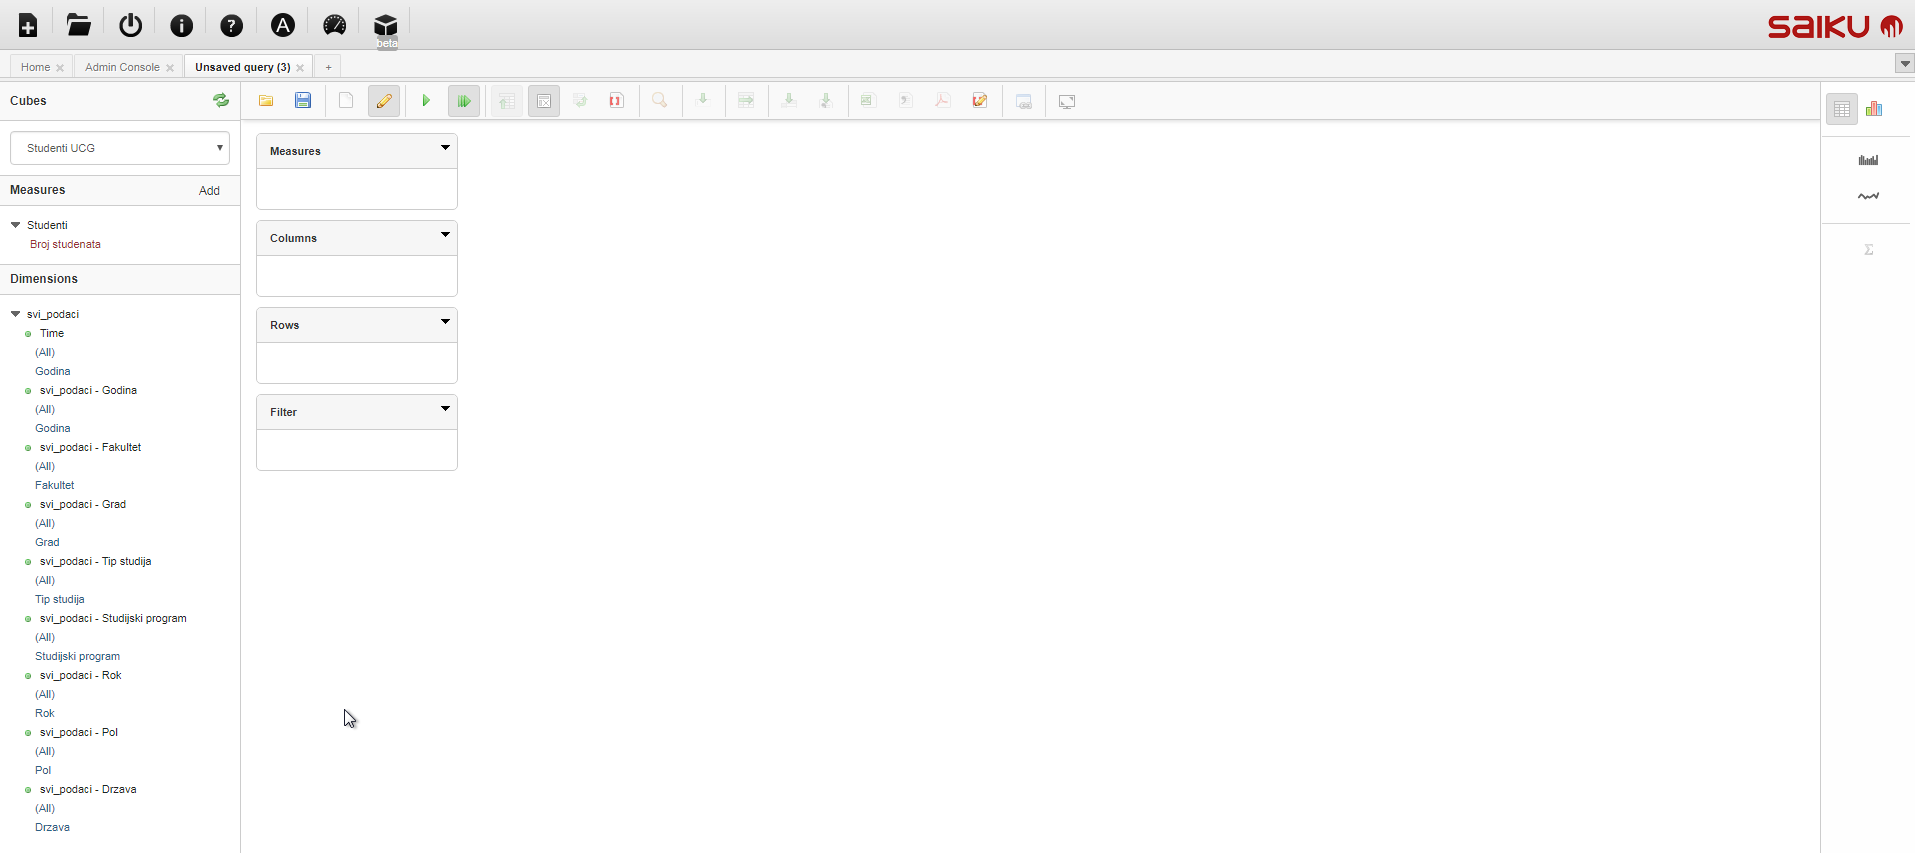 beta
saiku
Home
Admin Console
Unsaved query (3)
+
Cubes
Studenti UCG
Measures
Add
Studenti
Broj studenata
Dimensions
svi_podaci
Time
(All)
Godina
svi_podaci - Godina
(All)
Godina
svi_podaci - Fakultet
(All)
Fakultet
svi_podaci - Grad
(All)
Grad
svi_podaci - Tip studija
(All)
Tip studija
svi_podaci - Studijski program
(All)
Studijski program
svi_podaci - Rok
(All)
Rok
svi_podaci - Pol
(All)
Pol
svi_podaci - Drzava
(All)
Drzava
Measures
Columns
Rows
Filter
Σ